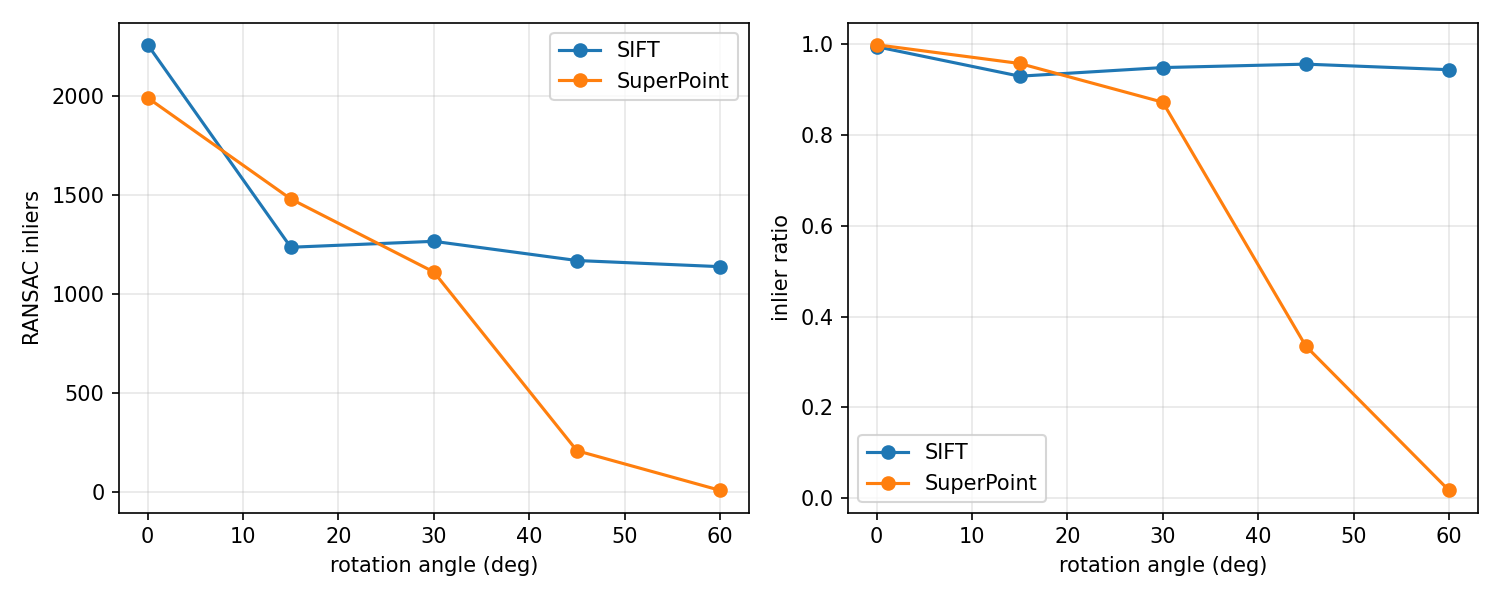 RANSAC inliers
2000
1500
1000
500
0
SIFT
SuperPoint
0 10 20 30 40 50 60
rotation angle (deg)
inlier ratio
1.0
0.8
0.6
0.4
0.2
0.0
SIFT
SuperPoint
0 10 20 30 40 50 60
rotation angle (deg)